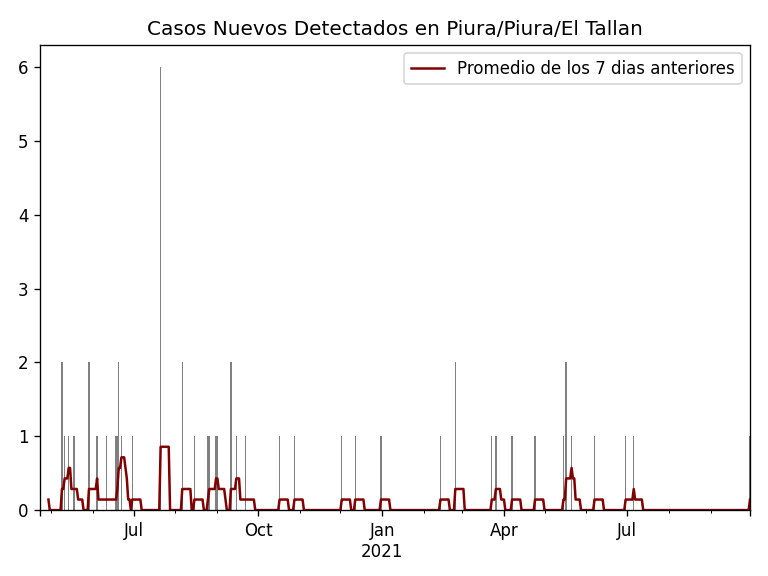 Casos Nuevos Detectados en Piura/Piura/El Tallan
Promedio de los 7 dias anteriores
6
5
4
3
2
1
0
Jul
Oct
Jan
Apr
Jul
2021